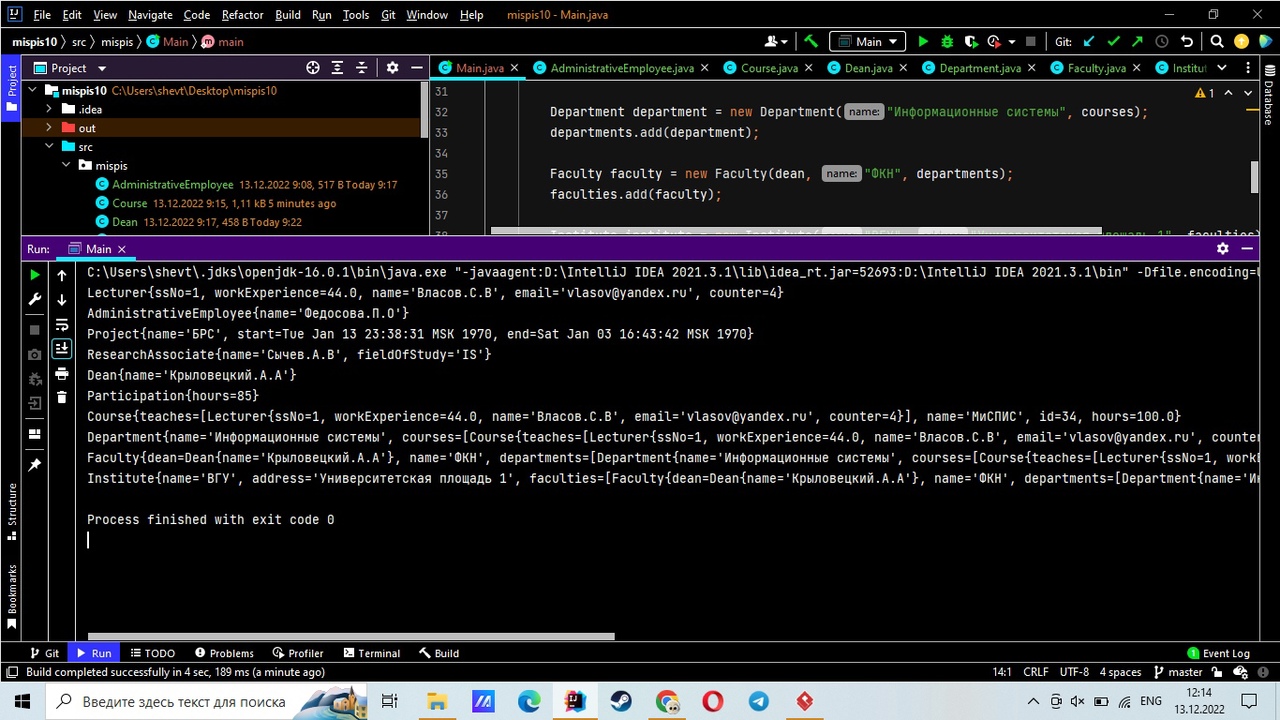 File Edit View Navigate Code Refactor Build Run Tools Git Window Help mispis10 - Main.java
mispis10 src mispis Main main Main Git:
Project
Project
mispis10 C:\Users\shevt\Desktop\mispis10
.idea
out
src
mispis
AdministrativeEmployee 13.12.2022 9:08, 517 B Today 9:17
Course 13.12.2022 9:15, 1,11 kB 5 minutes ago
Dean 13.12.2022 9:17, 458 B Today 9:22
Main.java AdministrativeEmployee.java Course.java Dean.java Department.java Faculty.java Institut
1
31
32 Department department = new Department( name: "Информационные системы", courses);
33 departments.add(department);
34
35 Faculty faculty = new Faculty(dean, name: "ФКН", departments);
36 faculties.add(faculty);
37
Database
Run: Main
C:\Users\shevt\.jdks\openjdk-16.0.1\bin\java.exe "-javaagent:D:\IntelliJ IDEA 2021.3.1\lib\idea_rt.jar=52693:D:\IntelliJ IDEA 2021.3.1\bin" -Dfile.encoding=
Lecturer{ssNo=1, workExperience=44.0, name='Власов.С.В', email='vlasov@yandex.ru', counter=4}
AdministrativeEmployee{name='Федосова.П.О'}
Project{name='БРС', start=Tue Jan 13 23:38:31 MSK 1970, end=Sat Jan 03 16:43:42 MSK 1970}
ResearchAssociate{name='Сычев.А.В', fieldOfStudy='IS'}
Dean{name='Крыловецкий.А.А'}
Participation{hours=85}
Course{teaches=[Lecturer{ssNo=1, workExperience=44.0, name='Власов.С.В', email='vlasov@yandex.ru', counter=4}], name='МиСПИС', id=34, hours=100.0}
Department{name='Информационные системы', courses=[Course{teaches=[Lecturer{ssNo=1, workExperience=44.0, name='Власов.С.В', email='vlasov@yandex.ru', counter
Faculty{dean=Dean{name='Крыловецкий.А.А'}, name='ФКН', departments=[Department{name='Информационные системы', courses=[Course{teaches=[Lecturer{ssNo=1, workE
Institute{name='ВГУ', address='Университетская площадь 1', faculties=[Faculty{dean=Dean{name='Крыловецкий.А.А'}, name='ФКН', departments=[Department{name='Ин
Process finished with exit code 0
Structure
Bookmarks
Git Run TODO Problems Profiler Terminal Build 1 Event Log
Build completed successfully in 4 sec, 189 ms (a minute ago) 14:1 CRLF UTF-8 4 spaces master
Введите здесь текст для поиска ENG 12:14
13.12.2022